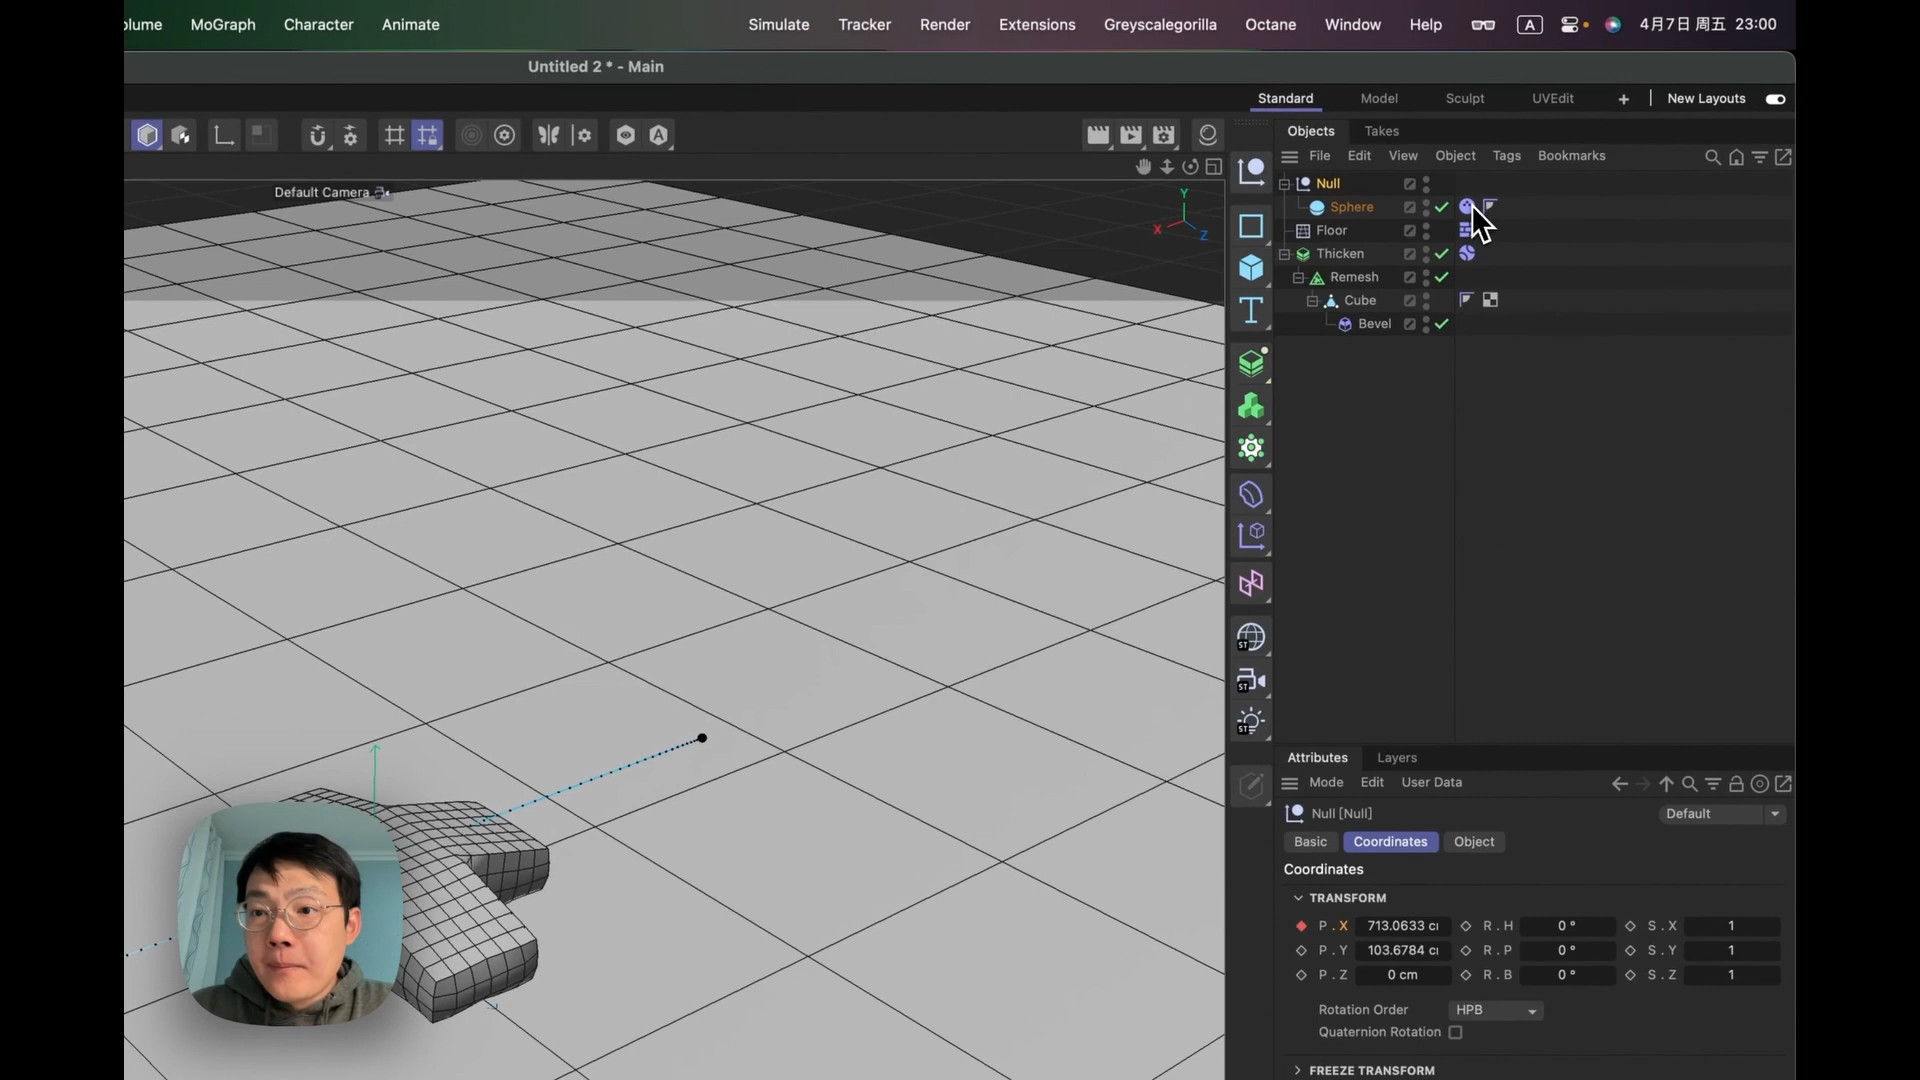 olume MoGraph Character Animate Simulate Tracker Render Extensions Greyscalegorilla Octane Window Help A 4月7日 周五 23:00
Untitled 2 * - Main
Standard Model Sculpt UVEdit + New Layouts
Objects Takes
File Edit View Object Tags Bookmarks
Default Camera
Y
X
Z
Null
Sphere
Floor
Thicken
Remesh
Cube
Bevel
ST
ST
ST
Attributes Layers
Mode Edit User Data
Null [Null] Default
Basic Coordinates Object
Coordinates
TRANSFORM
P . X 713.0633 c R . H 0 ° S . X 1
P . Y 103.6784 c R . P 0 ° S . Y 1
P . Z 0 cm R . B 0 ° S . Z 1
Rotation Order HPB
Quaternion Rotation
FREEZE TRANSFORM